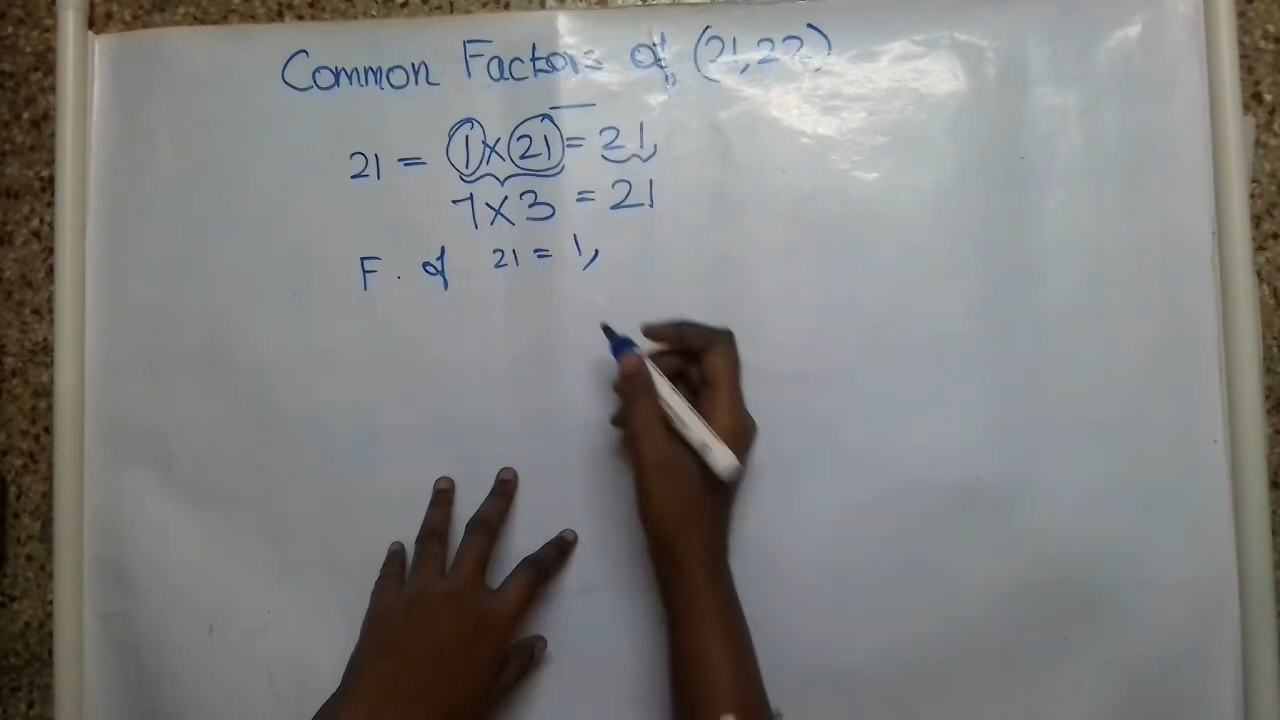 Common Factors of (21,22)
21 = 1×21 = 21
7×3 = 21
F. of 21 = 1,